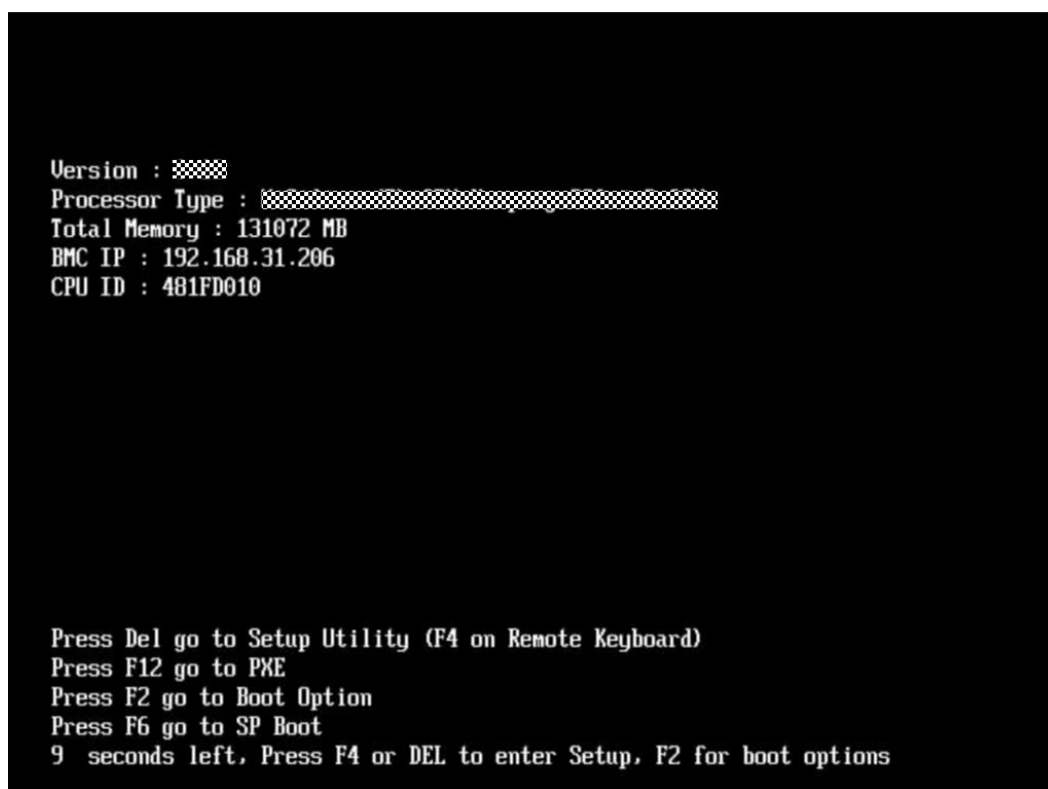 Version :
Processor Type :
Total Memory : 131072 MB
BMC IP : 192.168.31.206
CPU ID : 481FD010
Press Del go to Setup Utility (F4 on Remote Keyboard)
Press F12 go to PXE
Press F2 go to Boot Option
Press F6 go to SP Boot
9 seconds left, Press F4 or DEL to enter Setup, F2 for boot options